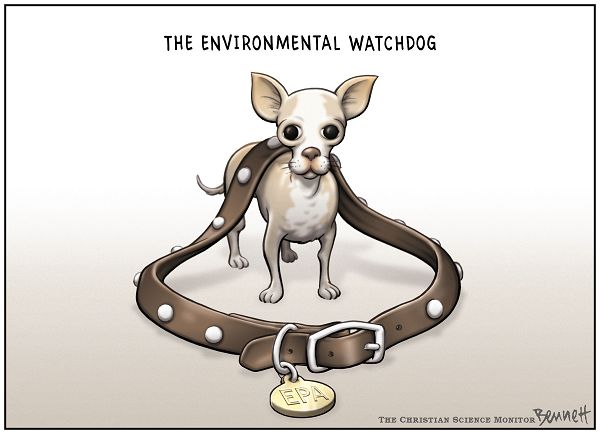 THE ENVIRONMENTAL WATCHDOG
EPA
THE CHRISTIAN SCIENCE MONITOR Bennett